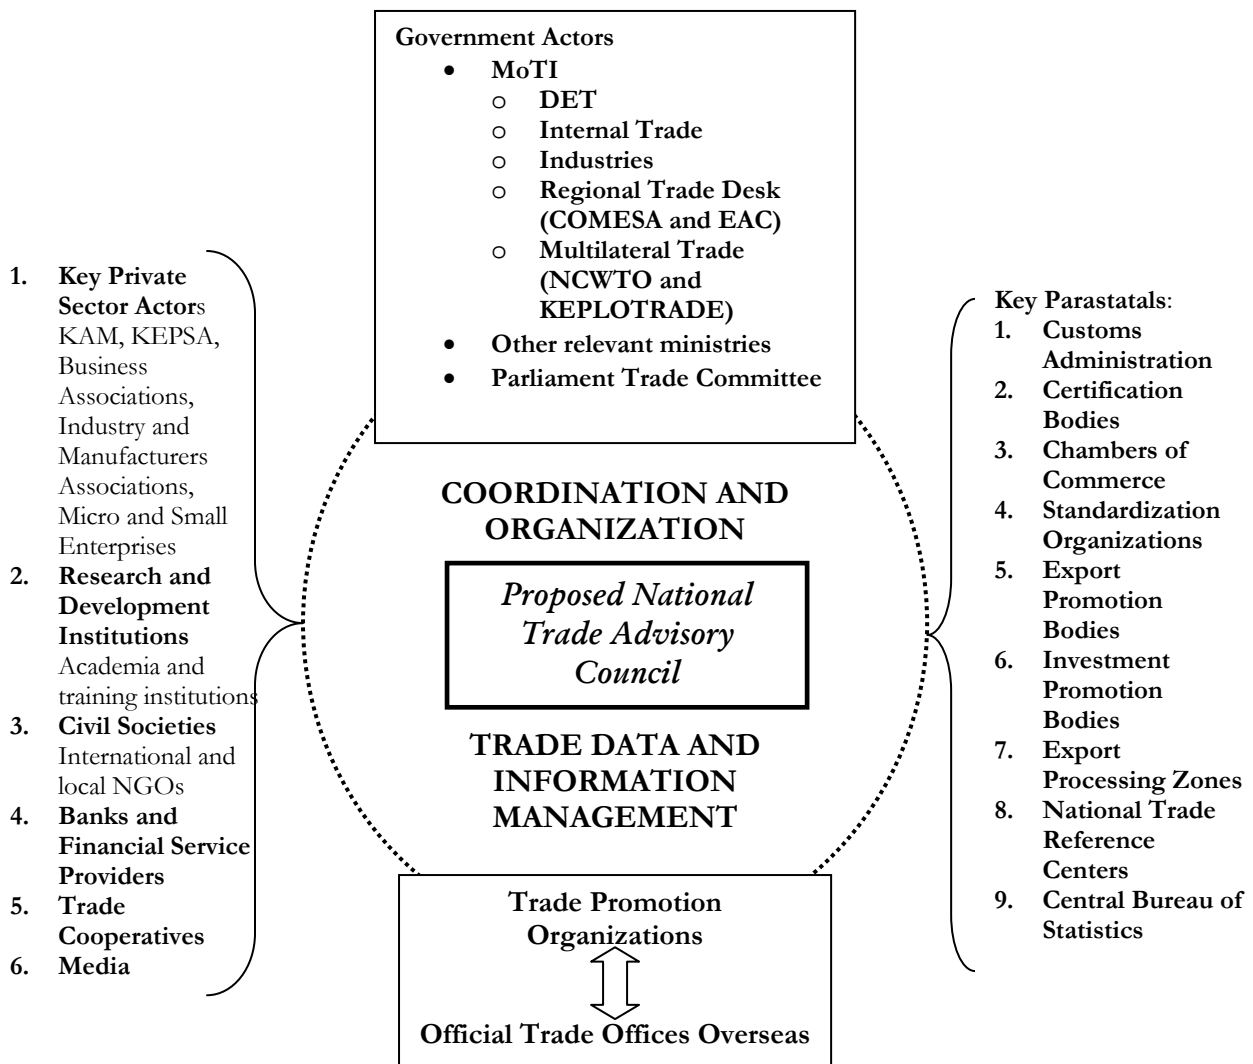 Government Actors
• MoTI
o DET
o Internal Trade
o Industries
o Regional Trade Desk
(COMESA and EAC)
o Multilateral Trade
(NCWTO and
KEPLOTRADE)
• Other relevant ministries
• Parliament Trade Committee
1. Key Private
Sector Actors
KAM, KEPSA,
Business
Associations,
Industry and
Manufacturers
Associations,
Micro and Small
Enterprises
2. Research and
Development
Institutions
Academia and
training institutions
3. Civil Societies
International and
local NGOs
4. Banks and
Financial Service
Providers
5. Trade
Cooperatives
6. Media
COORDINATION AND
ORGANIZATION
Proposed National
Trade Advisory
Council
TRADE DATA AND
INFORMATION
MANAGEMENT
Key Parastatals:
1. Customs
Administration
2. Certification
Bodies
3. Chambers of
Commerce
4. Standardization
Organizations
5. Export
Promotion
Bodies
6. Investment
Promotion
Bodies
7. Export
Processing Zones
8. National Trade
Reference
Centers
9. Central Bureau of
Statistics
Trade Promotion
Organizations
Official Trade Offices Overseas